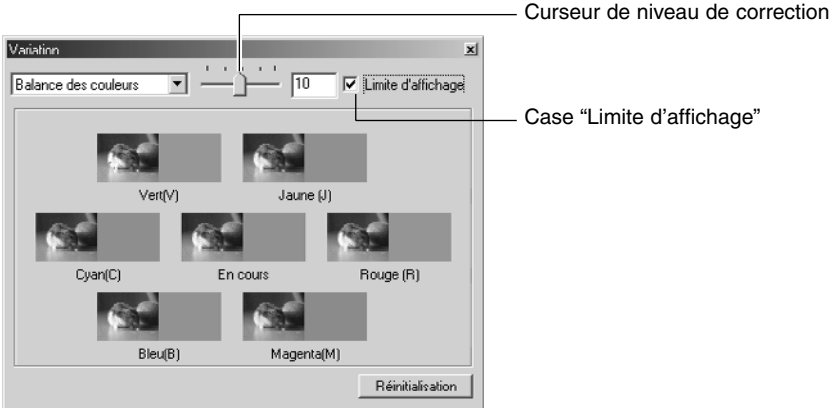 Curseur de niveau de correction
Variation
Balance des couleurs
10
Limite d'affichage
Case “Limite d’affichage”
Vert(V)
Jaune (J)
Cyan(C)
En cours
Rouge (R)
Bleu(B)
Magenta(M)
Réinitialisation